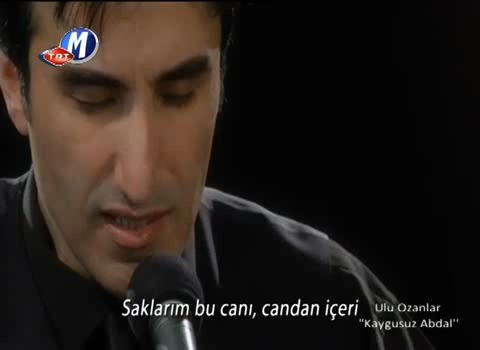 M
TRT
Saklarım bu canı, candan içeri
Ulu Ozanlar
"Kaygusuz Abdal"